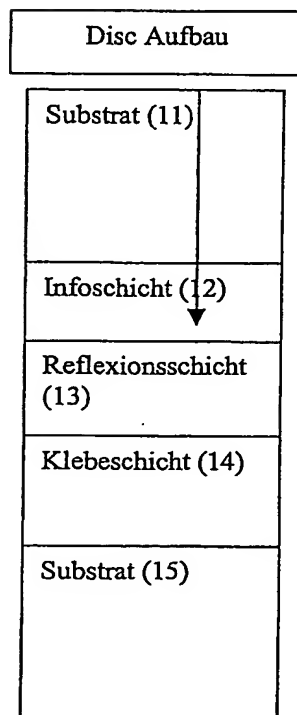 Disc Aufbau
Substrat (11)
Infoschicht (12)
Reflexionsschicht
(13)
Klebeschicht (14)
Substrat (15)